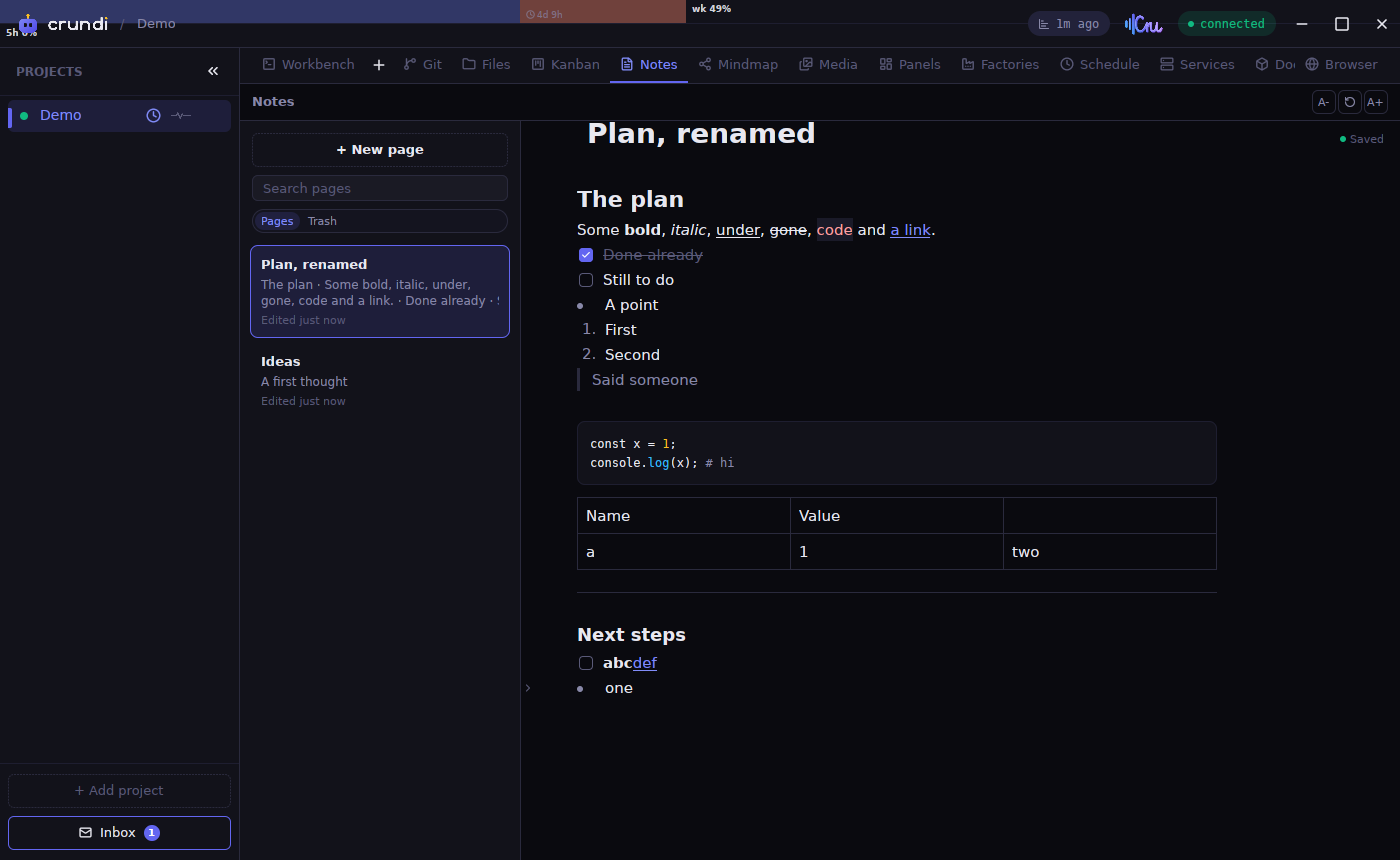 4d 9h
wk 49%
crundi / Demo
1m ago
connected
PROJECTS
Workbench
Git
Files
Kanban
Notes
Mindmap
Media
Panels
Factories
Schedule
Services
Browser
Demo
Notes
A-
A+
+ New page
Search pages
Pages
Trash
Plan, renamed
The plan · Some bold, italic, under,
gone, code and a link. · Done already ·
Edited just now
Ideas
A first thought
Edited just now
Plan, renamed
Saved
The plan
Some bold, italic, under, gone, code and a link.
Done already
Still to do
A point
1. First
2. Second
Said someone
const x = 1;
console.log(x); # hi
Name Value
a 1 two
Next steps
abcdef
one
+ Add project
Inbox 1